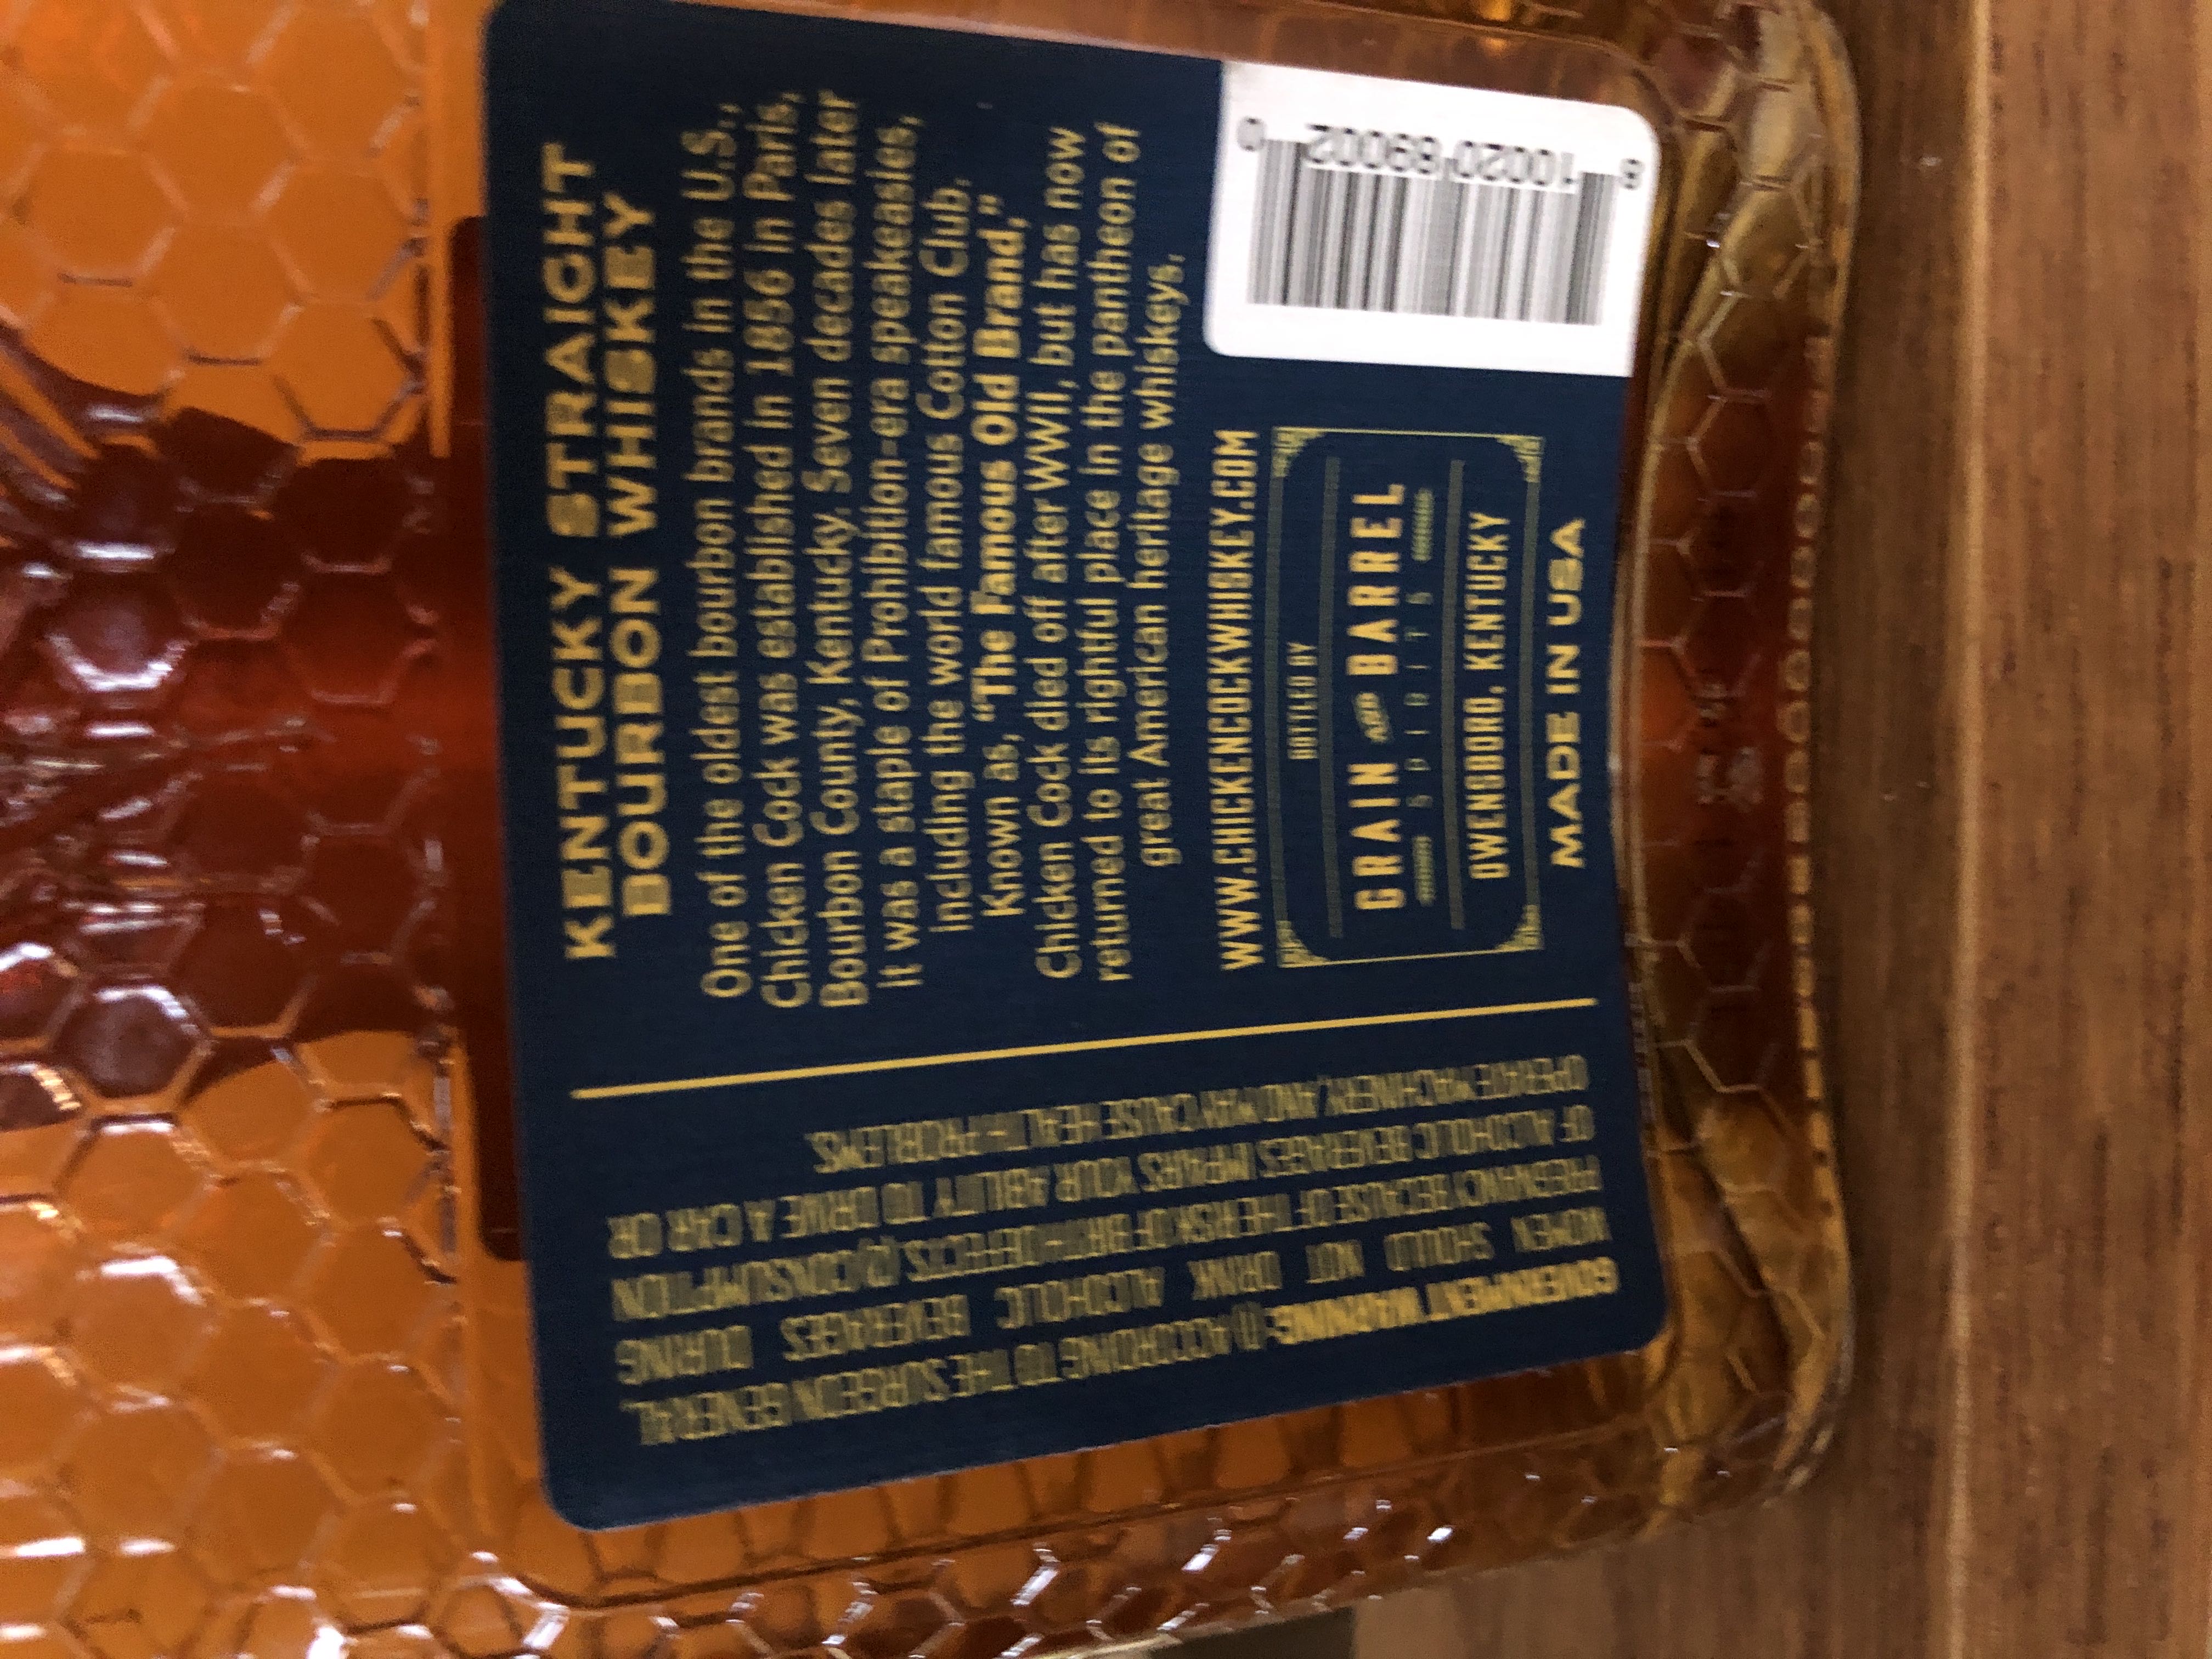 KENTUCKY STRAIGHT
BOURBON WHISKEY
One of the oldest bourbon brands in the U.S.,
Chicken Cock was established in 1856 in Paris,
Bourbon County, Kentucky. Seven decades later
it was a staple of Prohibition-era speakeasies,
including the world famous Cotton Club.
Known as, “The Famous Old Brand,”
Chicken Cock died off after WWII, but has now
returned to its rightful place in the pantheon of
great American heritage whiskeys.
WWW.CHICKENCOCKWHISKEY.COM
BOTTLED BY
GRAIN AND BARREL
SPIRITS
OWENSBORO, KENTUCKY
MADE IN USA
8 10020 89002 0
GOVERNMENT WARNING: (1) ACCORDING TO THE SURGEON GENERAL,
WOMEN SHOULD NOT DRINK ALCOHOLIC BEVERAGES DURING
PREGNANCY BECAUSE OF THE RISK OF BIRTH DEFECTS. (2) CONSUMPTION
OF ALCOHOLIC BEVERAGES IMPAIRS YOUR ABILITY TO DRIVE A CAR OR
OPERATE MACHINERY, AND MAY CAUSE HEALTH PROBLEMS.